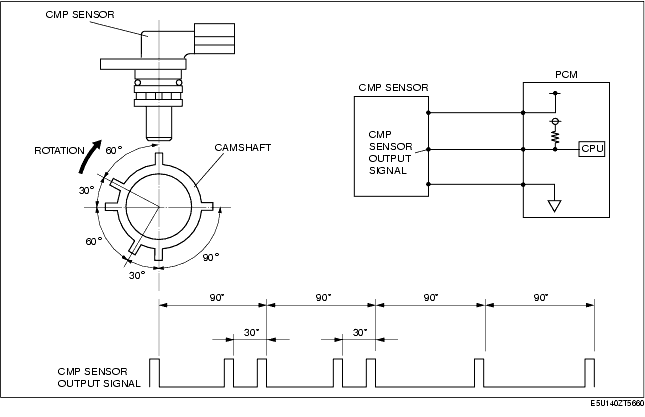 CMP SENSOR
PCM
CMP SENSOR
CMP
SENSOR
OUTPUT
SIGNAL
CPU
ROTATION
60°
CAMSHAFT
30°
60°
30°
90°
90°
90°
90°
90°
30°
30°
CMP SENSOR
OUTPUT SIGNAL
E5U140ZT5660